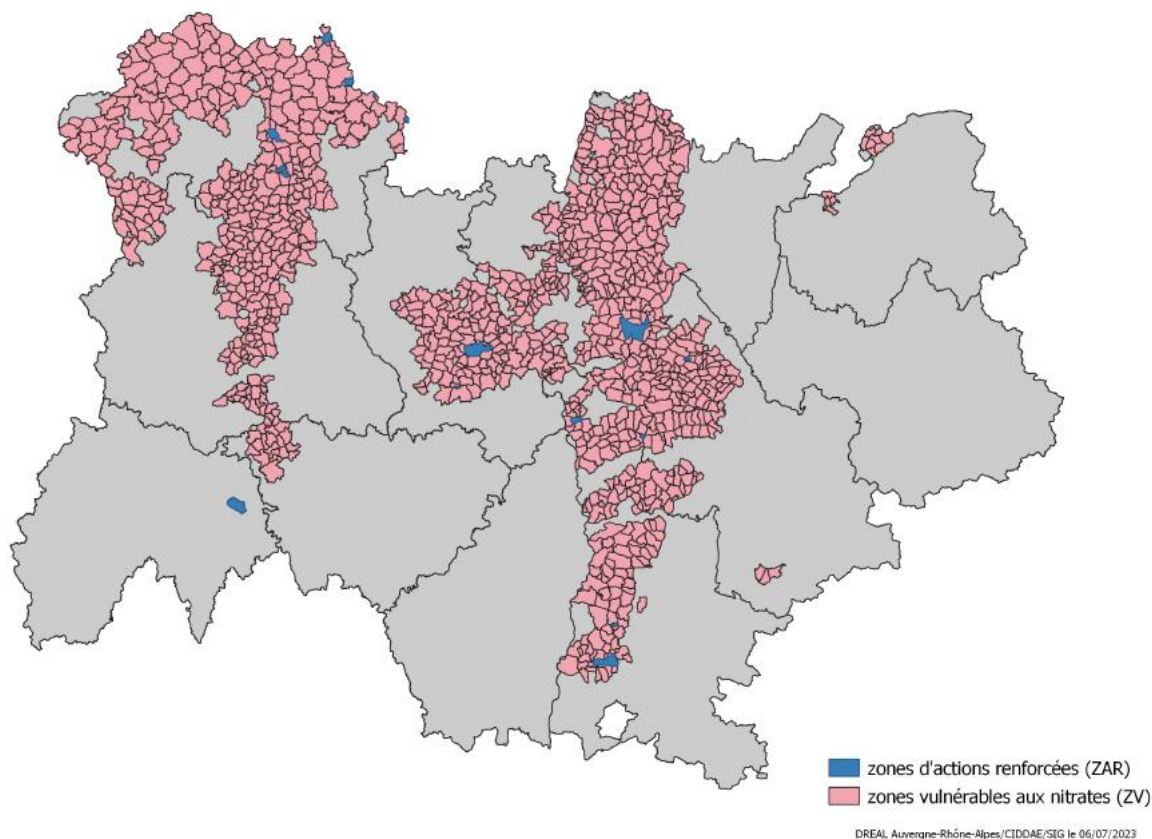 zones d'actions renforcées (ZAR)
zones vulnérables aux nitrates (ZV)
DREAL Auvergne-Rhône-Alpes/CIDDAE/SIG le 06/07/2023